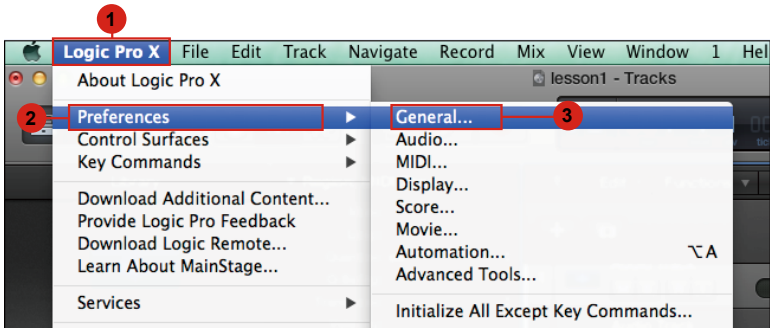 1
Logic Pro X File Edit Track Navigate Record Mix View Window 1 Hel
About Logic Pro X
lesson1 - Tracks
2
Preferences
General...
3
Control Surfaces
Audio...
Key Commands
MIDI...
Display...
Download Additional Content...
Score...
Provide Logic Pro Feedback
Movie...
Download Logic Remote...
Automation... ⌥A
Learn About MainStage...
Advanced Tools...
Services
Initialize All Except Key Commands...